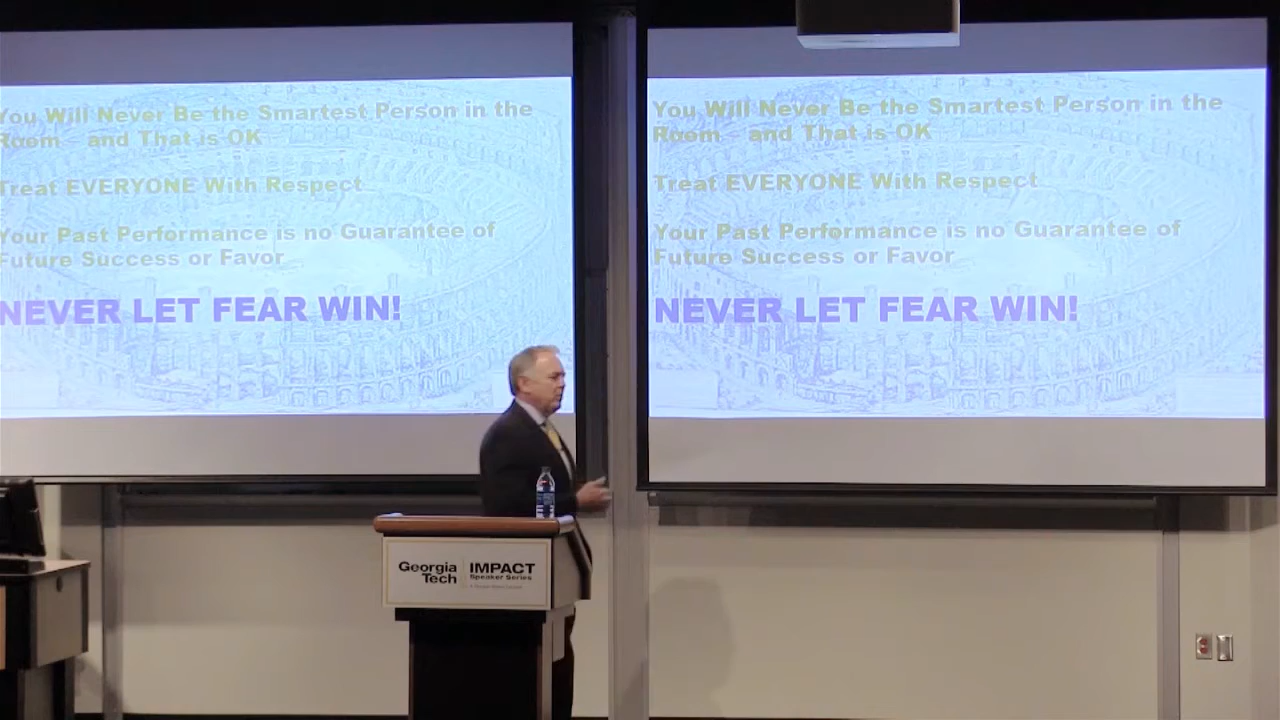 You Will Never Be the Smartest Person in the
Room - and That is OK
Treat EVERYONE With Respect
Your Past Performance is no Guarantee of
Future Success or Favor
NEVER LET FEAR WIN!
You Will Never Be the Smartest Person in the
Room - and That is OK
Treat EVERYONE With Respect
Your Past Performance is no Guarantee of
Future Success or Favor
NEVER LET FEAR WIN!
Georgia
Tech
IMPACT
Speaker Series